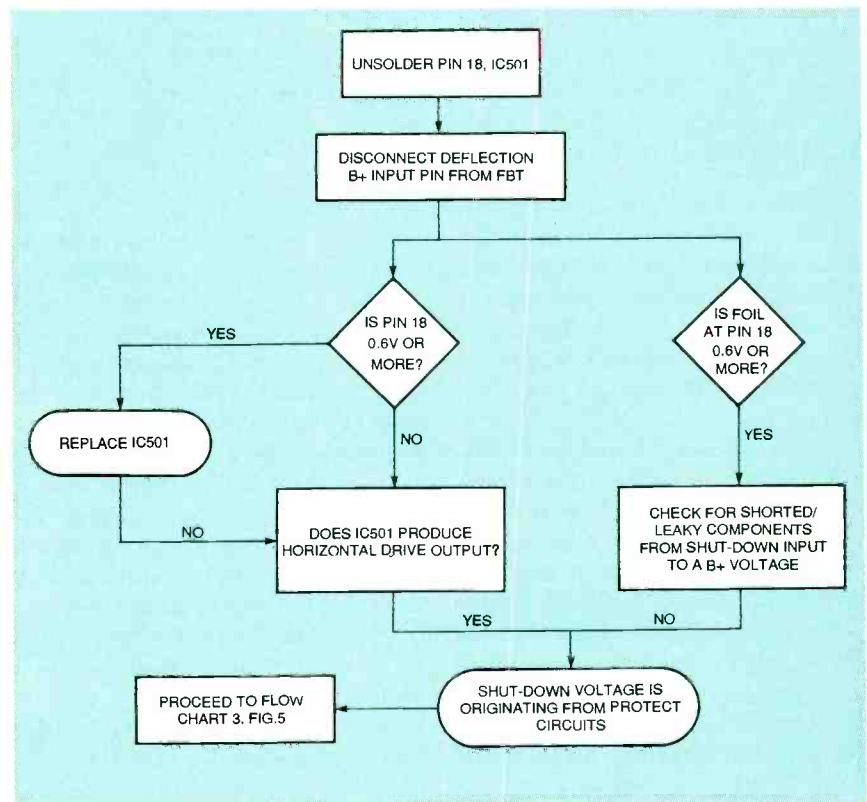 UNSOLDER PIN 18, IC501
DISCONNECT DEFLECTION
B+ INPUT PIN FROM FBT
IS PIN 18
0.6V OR
MORE?
YES
NO
IS FOIL
AT PIN 18
0.6V OR
MORE?
YES
REPLACE IC501
NO
DOES IC501 PRODUCE
HORIZONTAL DRIVE OUTPUT?
CHECK FOR SHORTED/
LEAKY COMPONENTS
FROM SHUT-DOWN INPUT
TO A B+ VOLTAGE
YES
NO
PROCEED TO FLOW
CHART 3. FIG.5
SHUT-DOWN VOLTAGE IS
ORIGINATING FROM PROTECT
CIRCUITS